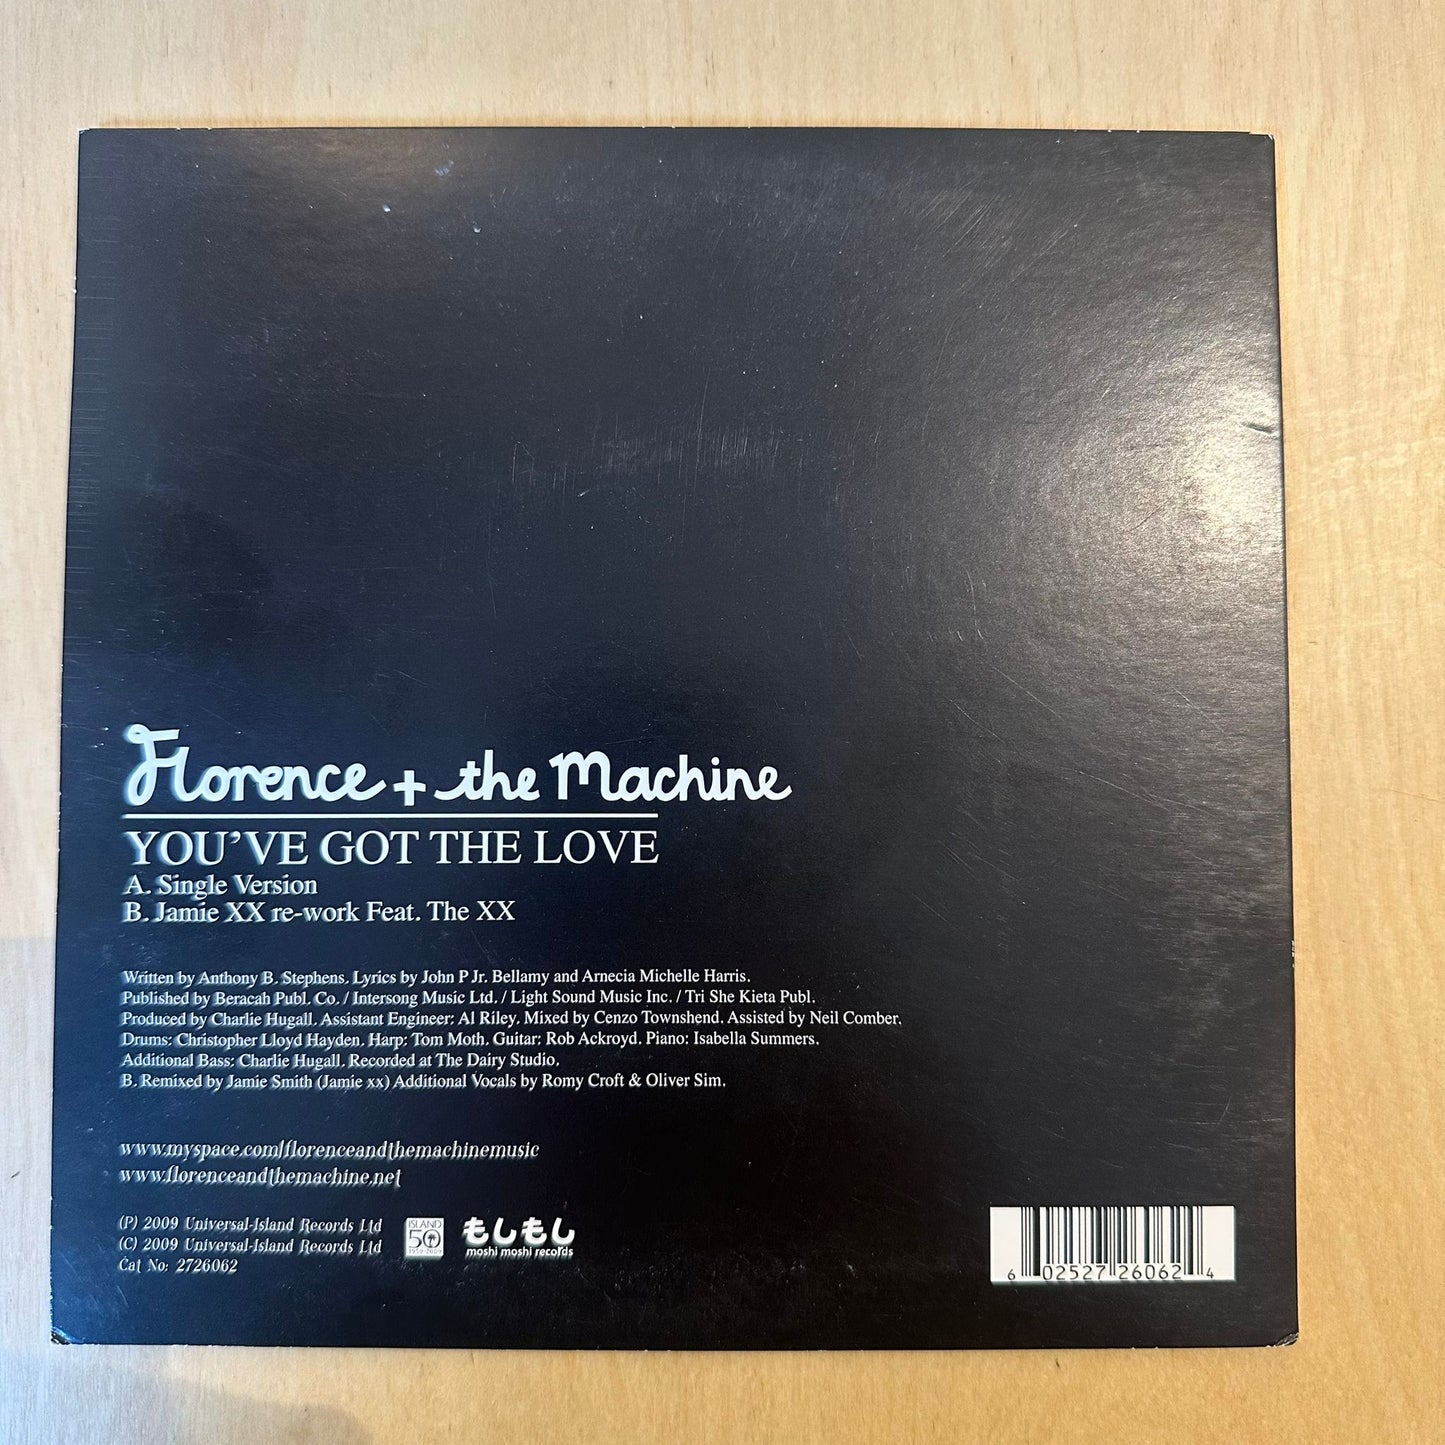 Florence + the Machine
YOU'VE GOT THE LOVE
A. Single Version
B. Jamie XX re-work Feat. The XX
Written by Anthony B. Stephens. Lyrics by John P Jr. Bellamy and Arnecia Michelle Harris.
Published by Beracah Publ. Co. / Intersong Music Ltd. / Light Sound Music Inc. / Tri She Kieta Publ.
Produced by Charlie Hugall. Assistant Engineer: Al Riley. Mixed by Cenzo Townshend. Assisted by Neil Comber.
Drums: Christopher Lloyd Hayden. Harp: Tom Moth. Guitar: Rob Ackroyd. Piano: Isabella Summers.
Additional Bass: Charlie Hugall. Recorded at The Dairy Studio.
B. Remixed by Jamie Smith (Jamie xx) Additional Vocals by Romy Croft & Oliver Sim.
www.myspace.com/florenceandthemachinemusic
www.florenceandthemachine.net
(P) 2009 Universal-Island Records Ltd
(C) 2009 Universal-Island Records Ltd
Cat No: 2726062
ISLAND
50
1959-2009
もしもし
moshi moshi records
6 02527 26062 4